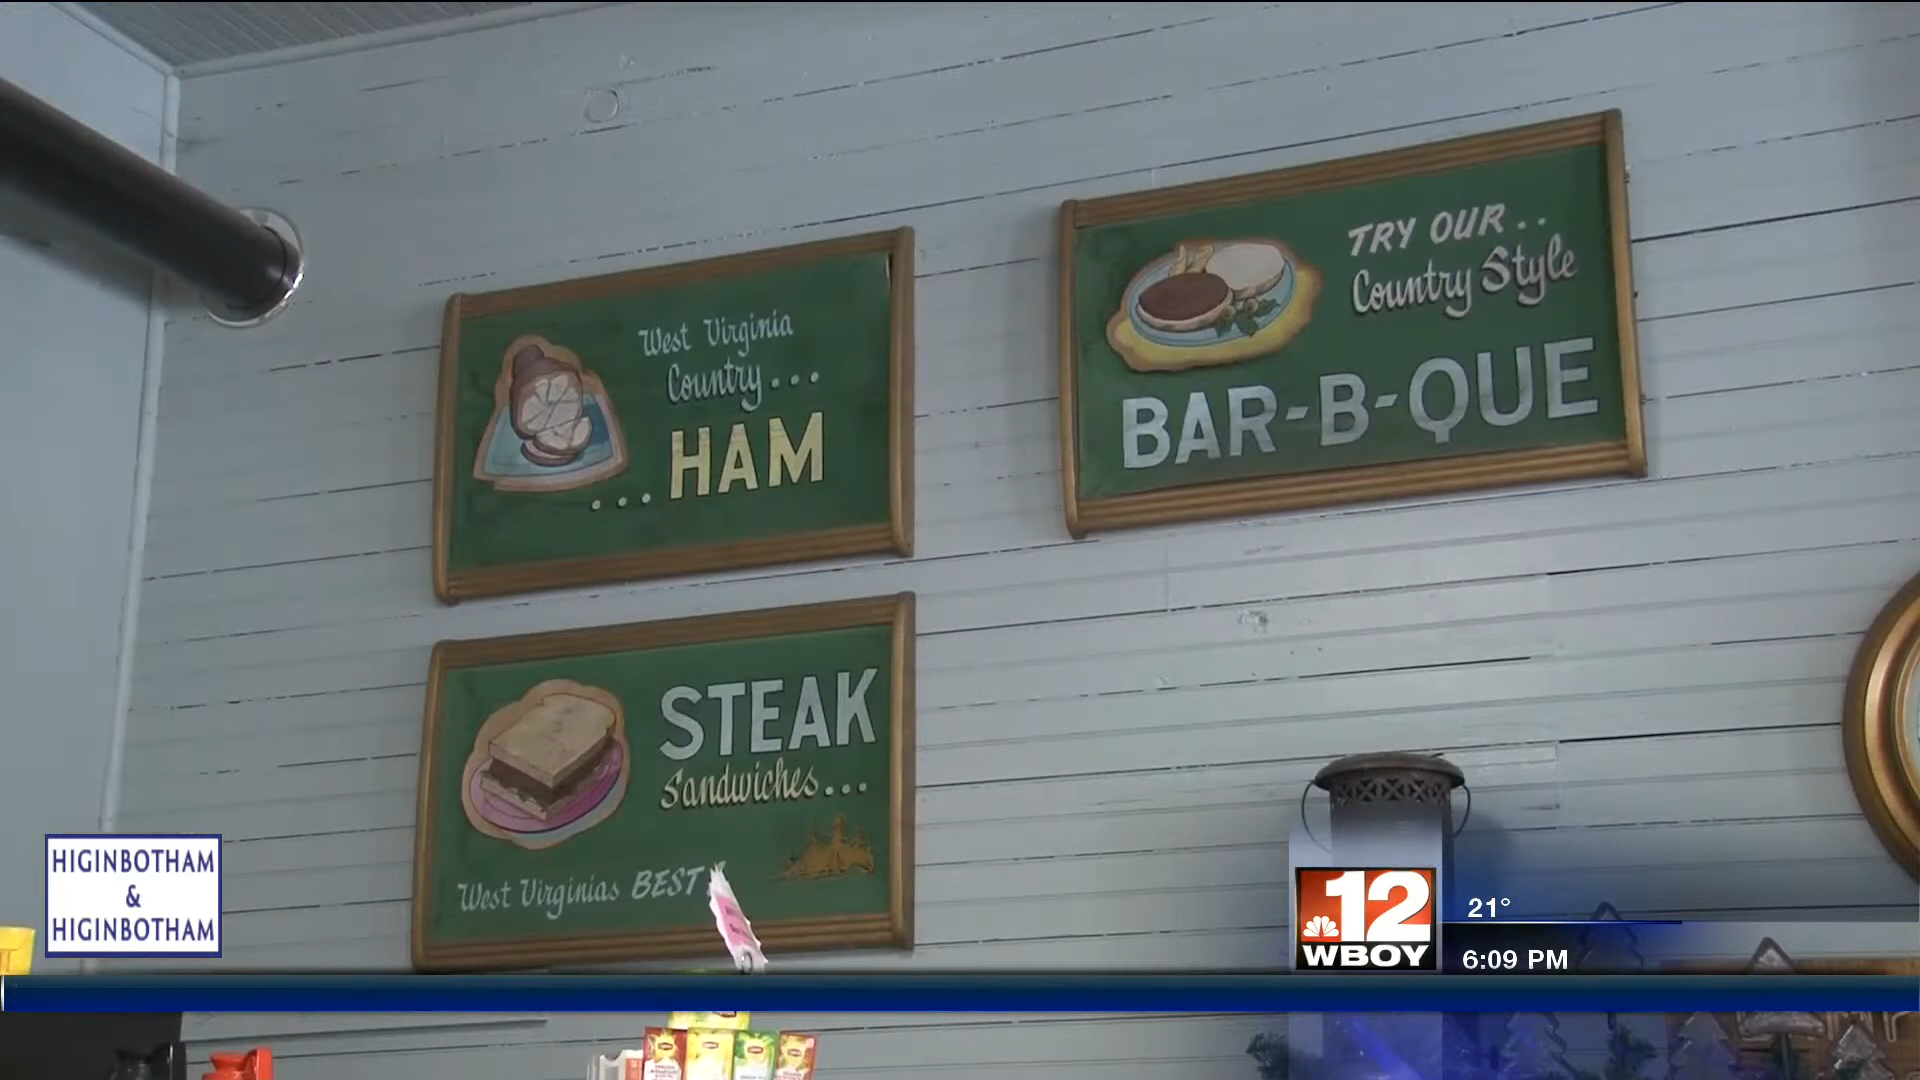 West Virginia
Country...
...HAM
TRY OUR..
Country Style
BAR-B-QUE
STEAK
Sandwiches...
West Virginias BEST
HIGINBOTHAM
&
HIGINBOTHAM
12
WBOY
21°
6:09 PM